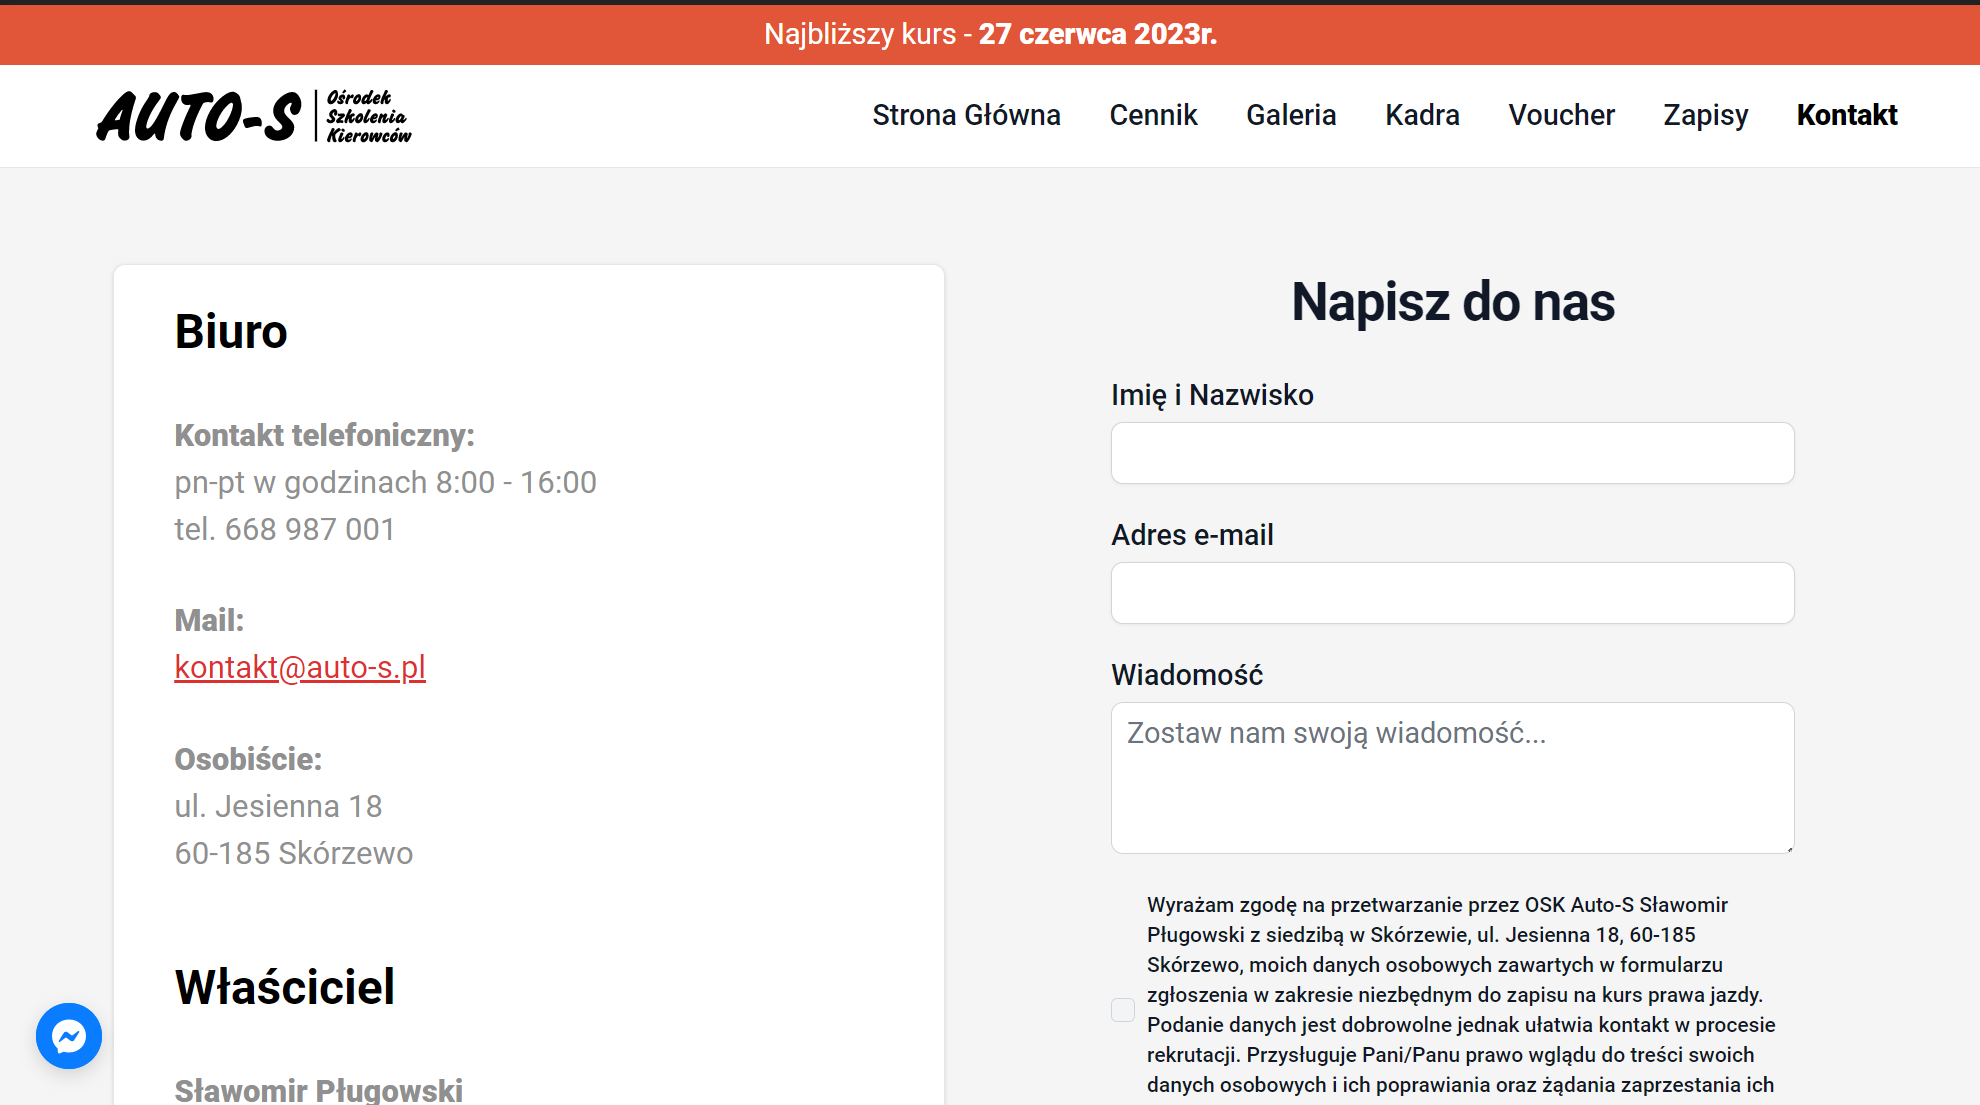 Najbliższy kurs - 27 czerwca 2023r.
AUTO-S
Ośrodek
Szkolenia
Kierowców
Strona Główna Cennik Galeria Kadra Voucher Zapisy Kontakt
Biuro
Kontakt telefoniczny:
pn-pt w godzinach 8:00 - 16:00
tel. 668 987 001
Mail:
kontakt@auto-s.pl
Osobiście:
ul. Jesienna 18
60-185 Skórzewo
Właściciel
Sławomir Pługowski
Napisz do nas
Imię i Nazwisko
Adres e-mail
Wiadomość
Zostaw nam swoją wiadomość...
Wyrażam zgodę na przetwarzanie przez OSK Auto-S Sławomir
Pługowski z siedzibą w Skórzewie, ul. Jesienna 18, 60-185
Skórzewo, moich danych osobowych zawartych w formularzu
zgłoszenia w zakresie niezbędnym do zapisu na kurs prawa jazdy.
Podanie danych jest dobrowolne jednak ułatwia kontakt w procesie
rekrutacji. Przysługuje Pani/Panu prawo wglądu do treści swoich
danych osobowych i ich poprawiania oraz żądania zaprzestania ich